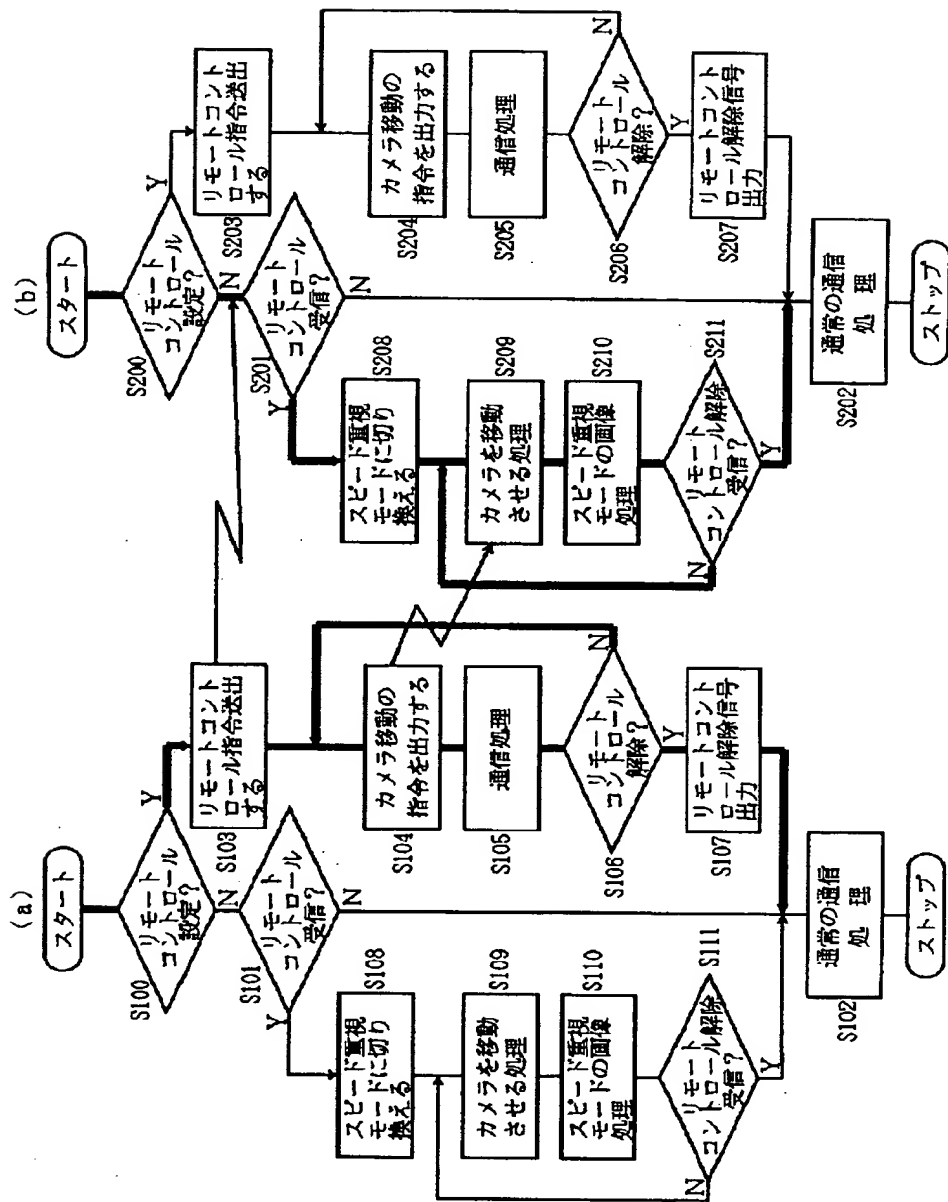 (a)
スタート
S100
リモート
コントロール
設定?
Y
N
S101
リモート
コントロール
受信?
Y
N
S103
リモートコント
ロール指令送出
する
S104
カメラ移動の
指令を出力する
S105
通信処理
S106
リモート
コントロール
解除?
N
Y
S107
リモートコント
ロール解除信号
出力
S108
スピード重視
モードに切り
換える
S109
カメラを移動
させる処理
S110
スピード重視
モードの画像
処理
S111
リモート
コントロール解除
受信?
N
Y
S102
通常の通信
処 理
ストップ
(b)
スタート
S200
リモート
コントロール
設定?
Y
N
S201
リモート
コントロール
受信?
Y
N
S203
リモートコント
ロール指令送出
する
S204
カメラ移動の
指令を出力する
S205
通信処理
S206
リモート
コントロール
解除?
N
Y
S207
リモートコント
ロール解除信号
出力
S208
スピード重視
モードに切り
換える
S209
カメラを移動
させる処理
S210
スピード重視
モードの画像
処理
S211
リモート
コントロール解除
受信?
N
Y
S202
通常の通信
処 理
ストップ